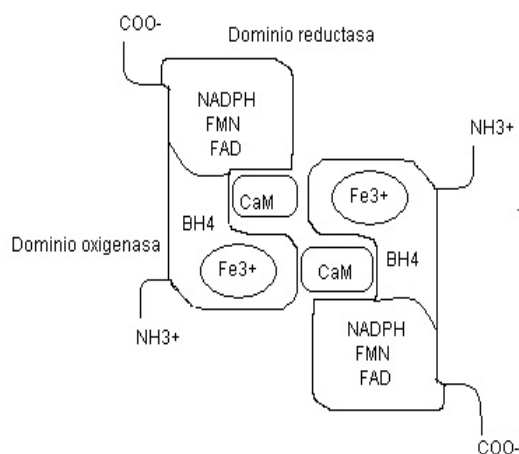 COO-
Dominio reductasa
NADPH
FMN
FAD
NH3+
CaM
Fe3+
BH4
Dominio oxigenasa
Fe3+
CaM
BH4
NH3+
NADPH
FMN
FAD
COO-